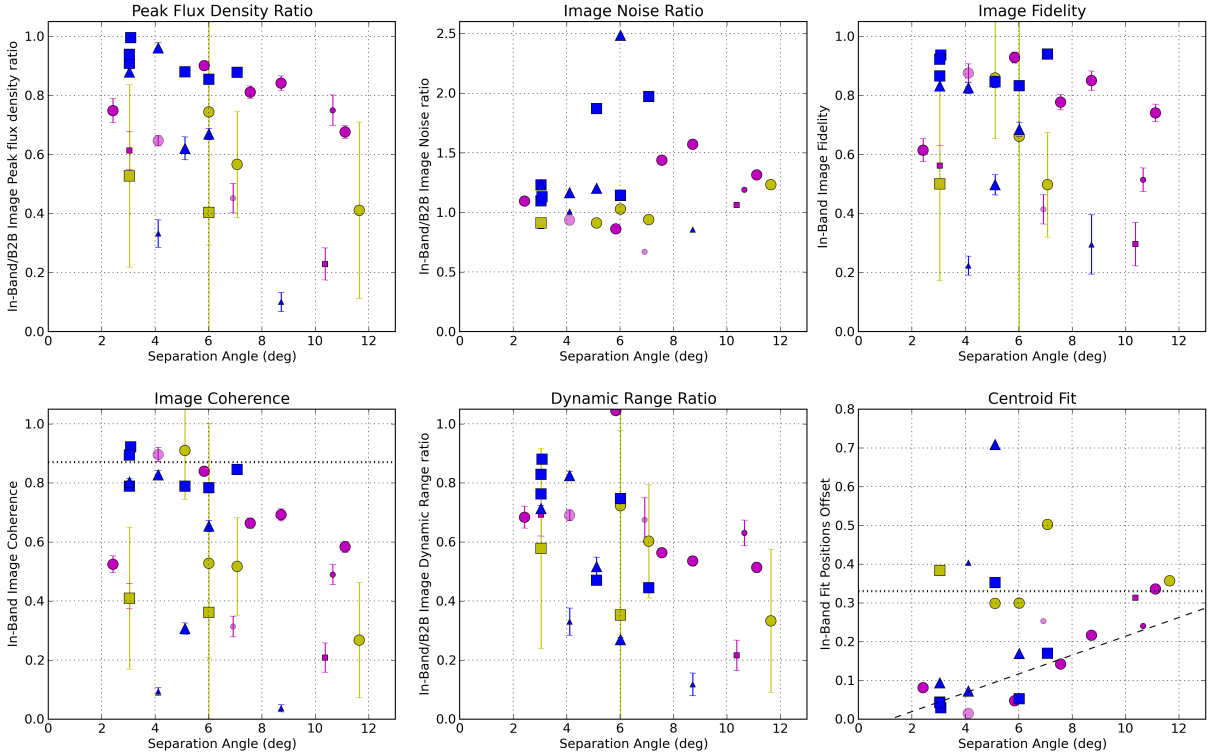 Peak Flux Density Ratio
In-Band/B2B Image Peak flux density ratio
1.0
0.8
0.6
0.4
0.2
0.0
0 2 4 6 8 10 12
Separation Angle (deg)
Image Noise Ratio
In-Band/B2B Image Noise ratio
2.5
2.0
1.5
1.0
0.5
0.0
0 2 4 6 8 10 12
Separation Angle (deg)
Image Fidelity
In-Band Image Fidelity
1.0
0.8
0.6
0.4
0.2
0.0
0 2 4 6 8 10 12
Separation Angle (deg)
Image Coherence
In-Band Image Coherence
1.0
0.8
0.6
0.4
0.2
0.0
0 2 4 6 8 10 12
Separation Angle (deg)
Dynamic Range Ratio
In-Band/B2B Image Dynamic Range ratio
1.0
0.8
0.6
0.4
0.2
0.0
0 2 4 6 8 10 12
Separation Angle (deg)
Centroid Fit
In-Band Fit Positions Offset
0.8
0.7
0.6
0.5
0.4
0.3
0.2
0.1
0.0
0 2 4 6 8 10 12
Separation Angle (deg)